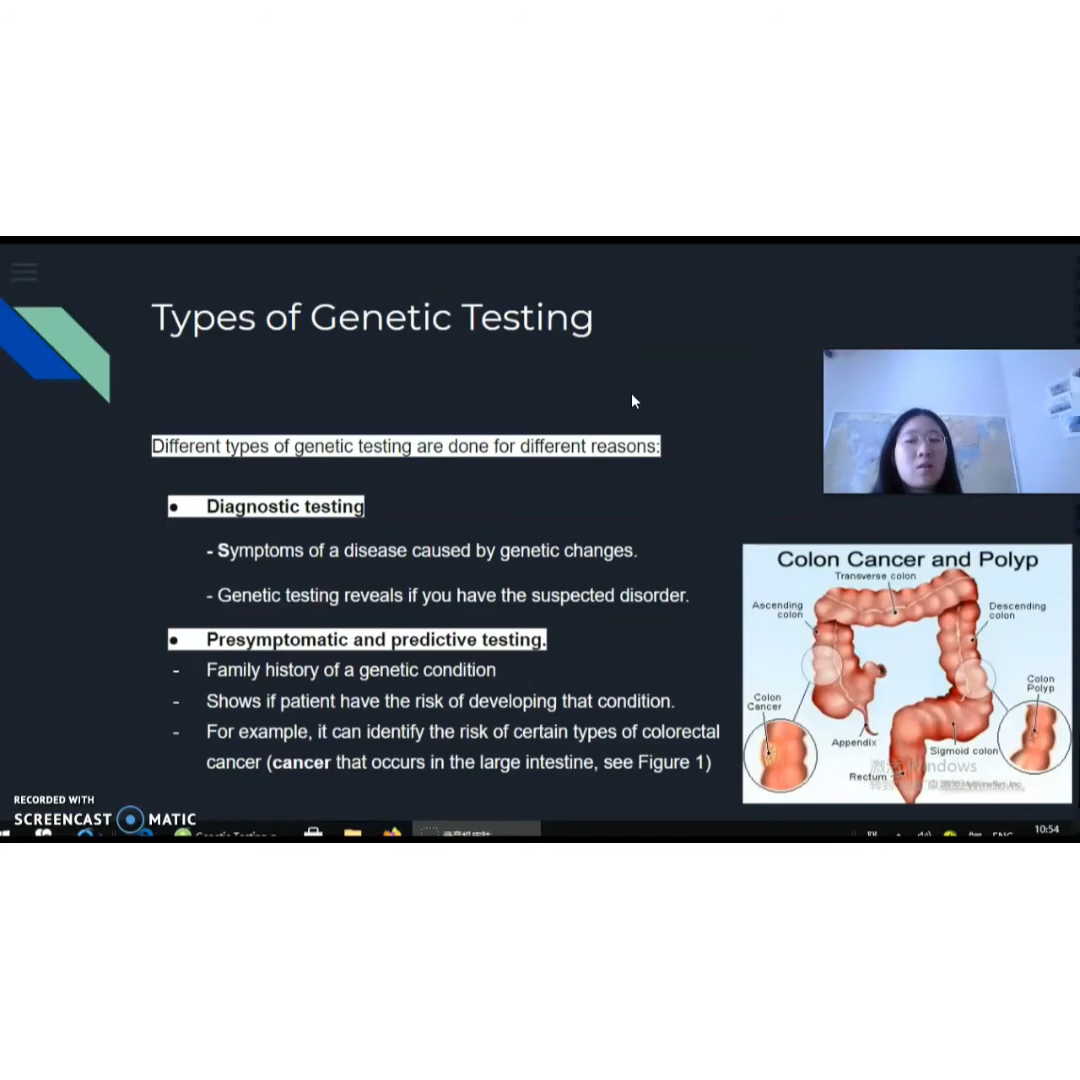 Types of Genetic Testing
Different types of genetic testing are done for different reasons:
● Diagnostic testing
- Symptoms of a disease caused by genetic changes.
- Genetic testing reveals if you have the suspected disorder.
● Presymptomatic and predictive testing.
- Family history of a genetic condition
- Shows if patient have the risk of developing that condition.
- For example, it can identify the risk of certain types of colorectal
cancer (cancer that occurs in the large intestine, see Figure 1)
Colon Cancer and Polyp
Transverse colon
Ascending
colon
Descending
colon
Colon
Cancer
Colon
Polyp
Appendix
Sigmoid colon
Rectum
激活 Windows
RECORDED WITH
SCREENCAST MATIC
10:54